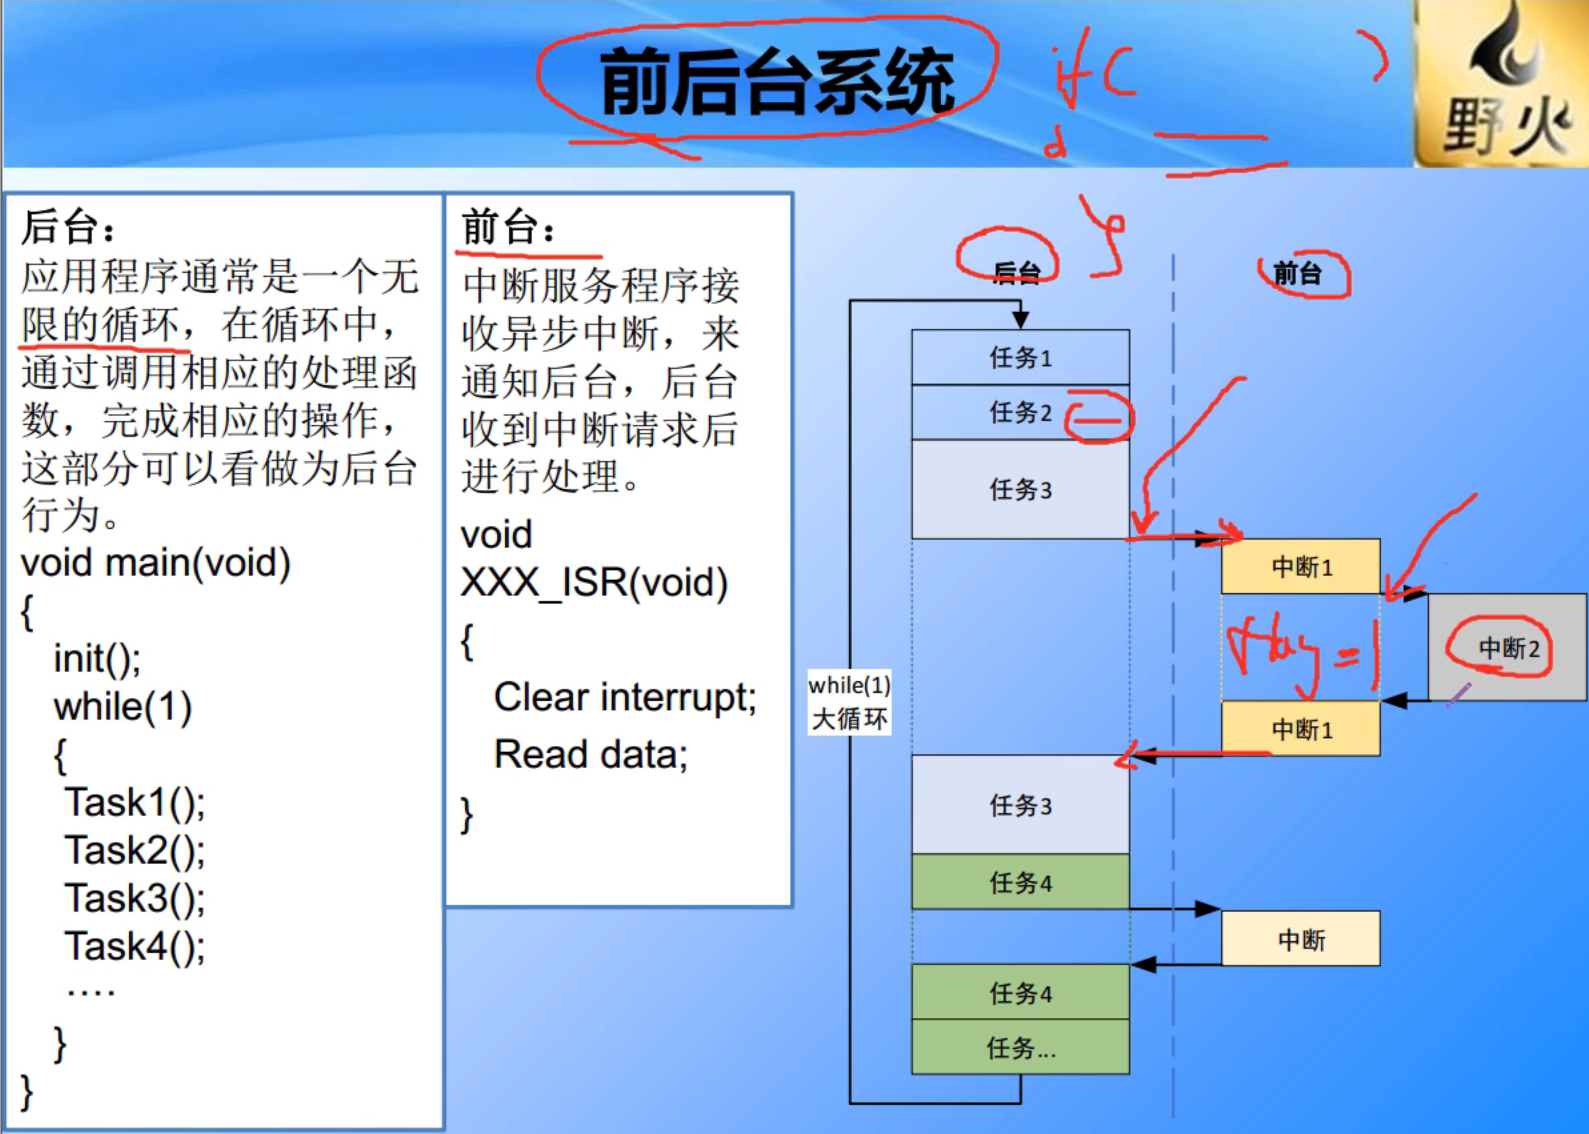 前后台系统
if(        )
野火
后台：
应用程序通常是一个无
限的循环，在循环中，
通过调用相应的处理函
数，完成相应的操作，
这部分可以看做为后台
行为。
void main(void)
{
init();
while(1)
{
Task1();
Task2();
Task3();
Task4();
....
}
}
前台：
中断服务程序接
收异步中断，来
通知后台，后台
收到中断请求后
进行处理。
void
XXX_ISR(void)
{
Clear interrupt;
Read data;
}
后台
前台
任务1
任务2
任务3
中断1
flag=1
中断2
while(1)
大循环
中断1
任务3
任务4
中断
任务4
任务...